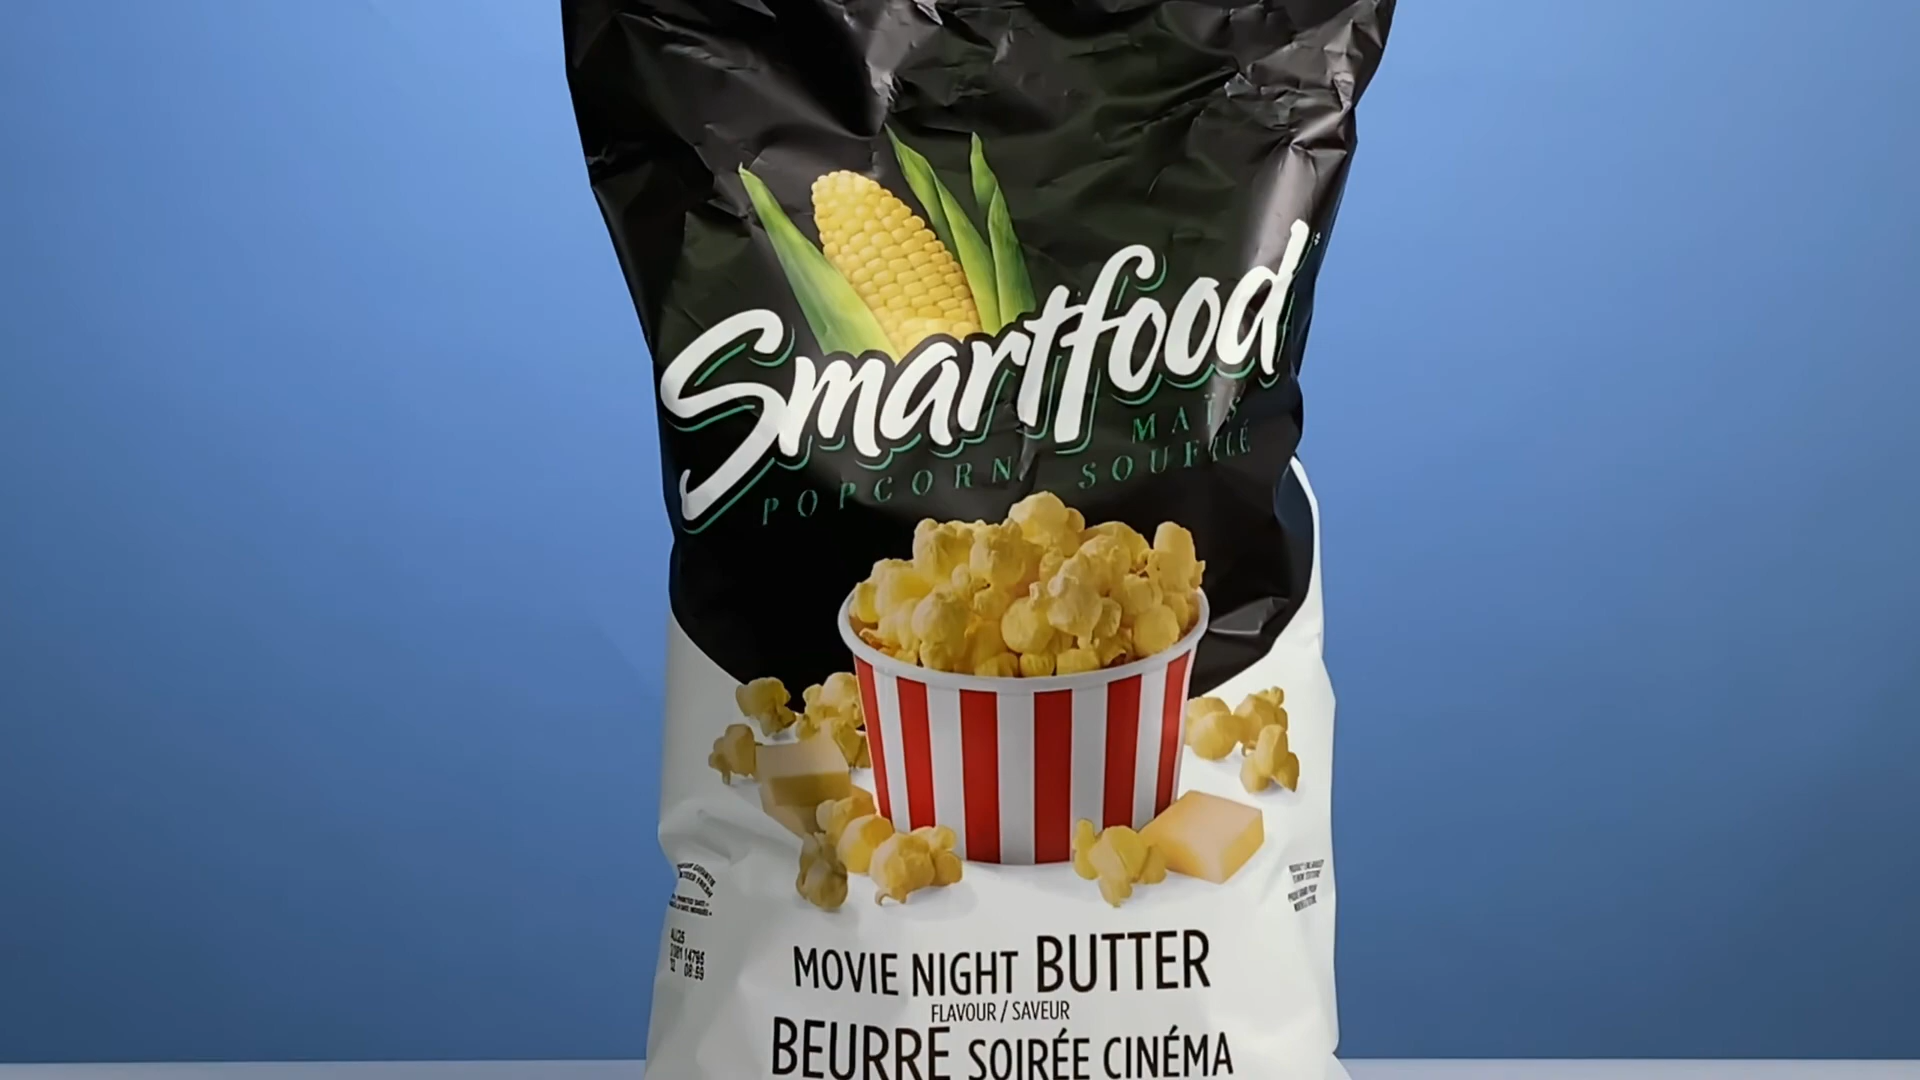 Smartfood
POPCORN MAÏS SOUFFLÉ
MOVIE NIGHT BUTTER
FLAVOUR / SAVEUR
BEURRE SOIRÉE CINÉMA